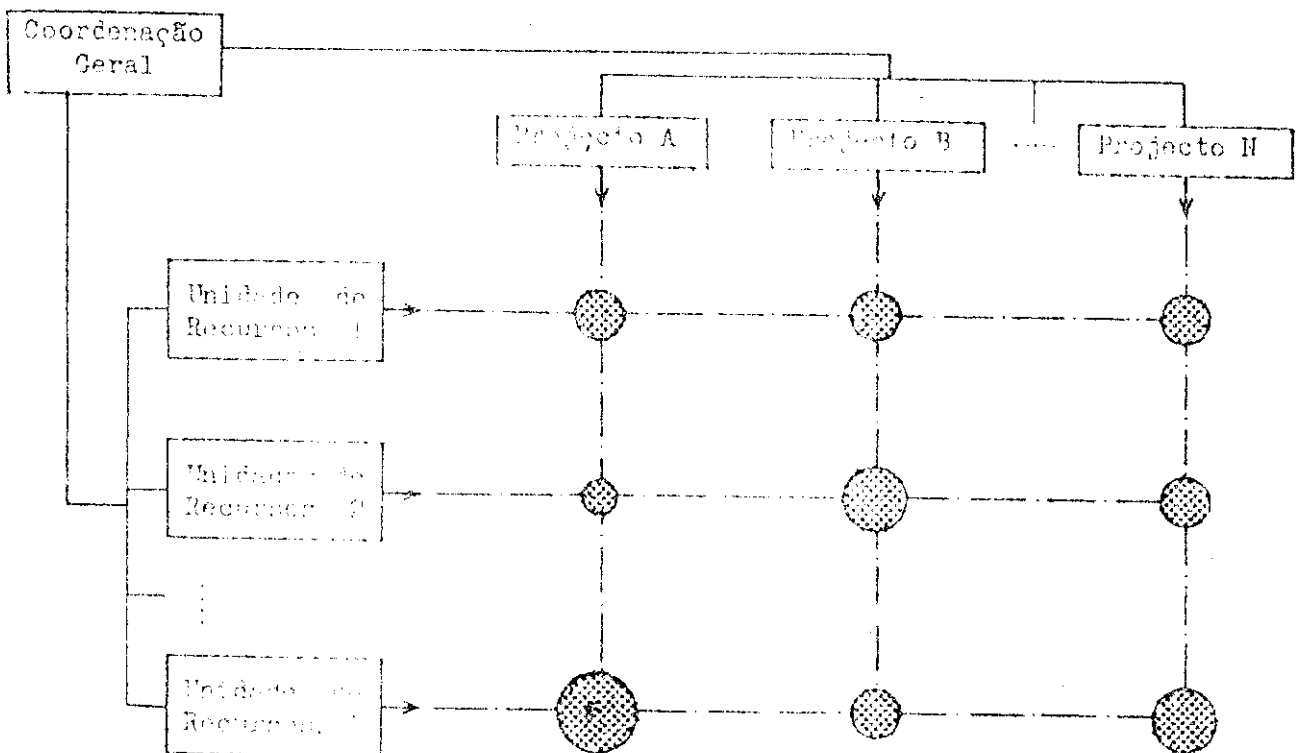 Coordenação
Geral
Projecto A
Projecto B
.....
Projecto N
Unidade de
Recursos 1
Unidade de
Recursos 2
Unidade de
Recursos